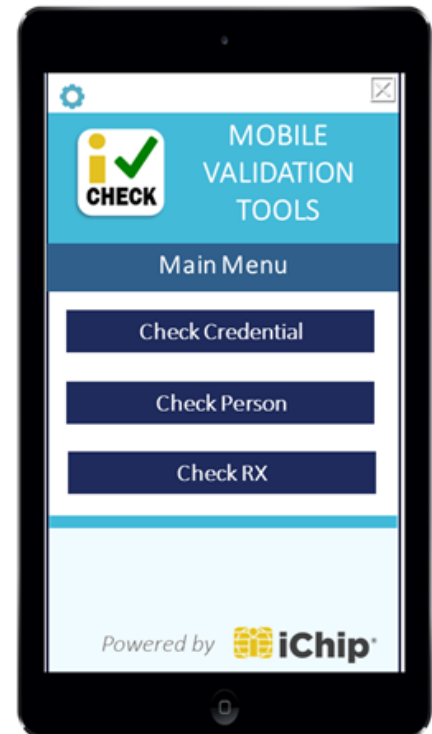 i
CHECK
MOBILE
VALIDATION
TOOLS
Main Menu
Check Credential
Check Person
Check RX
Powered by iChip